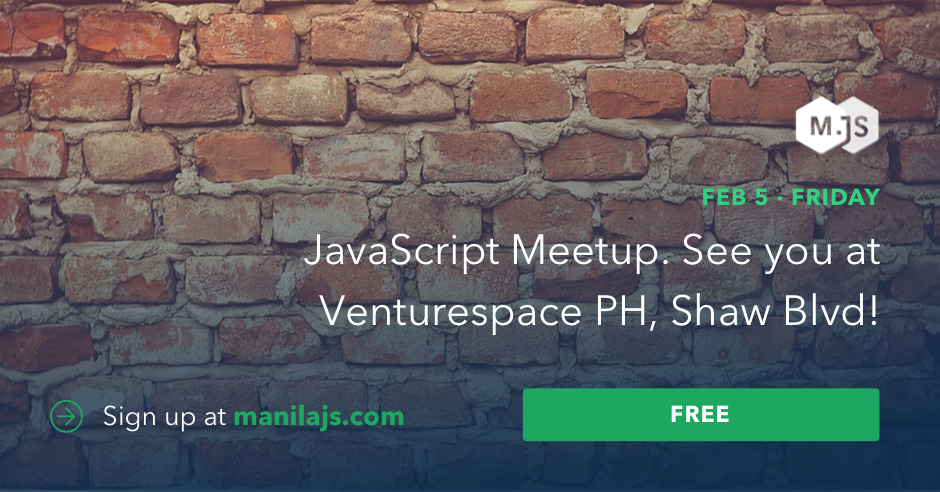 M.JS
FEB 5 · FRIDAY
JavaScript Meetup. See you at
Venturespace PH, Shaw Blvd!
Sign up at manilajs.com
FREE